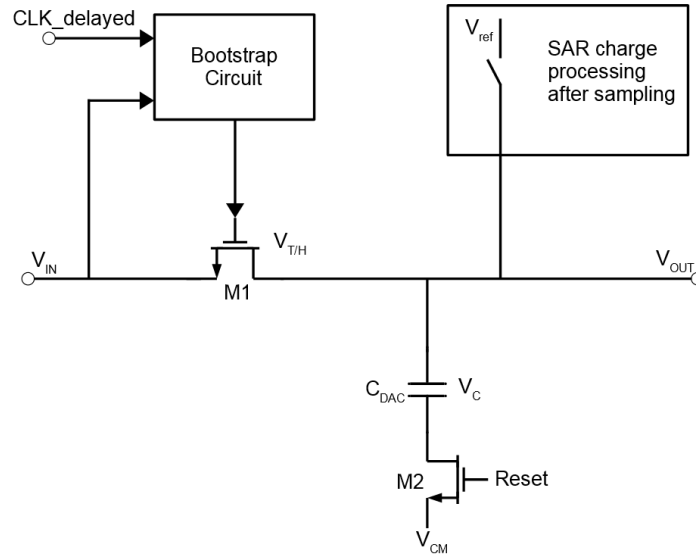 CLK_delayed
Bootstrap
Circuit
Vref
SAR charge
processing
after sampling
VT/H
VIN
VOUT
M1
CDAC
VC
M2
Reset
VCM